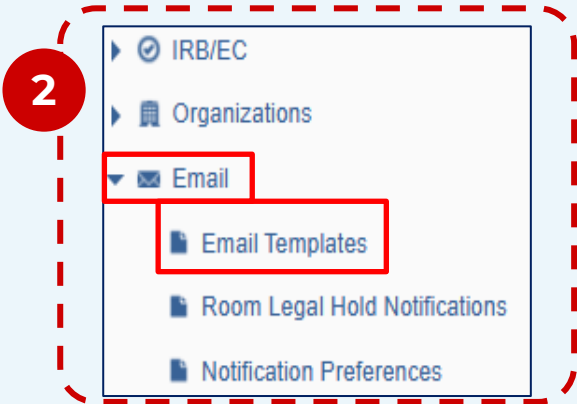 2
IRB/EC
Organizations
Email
Email Templates
Room Legal Hold Notifications
Notification Preferences